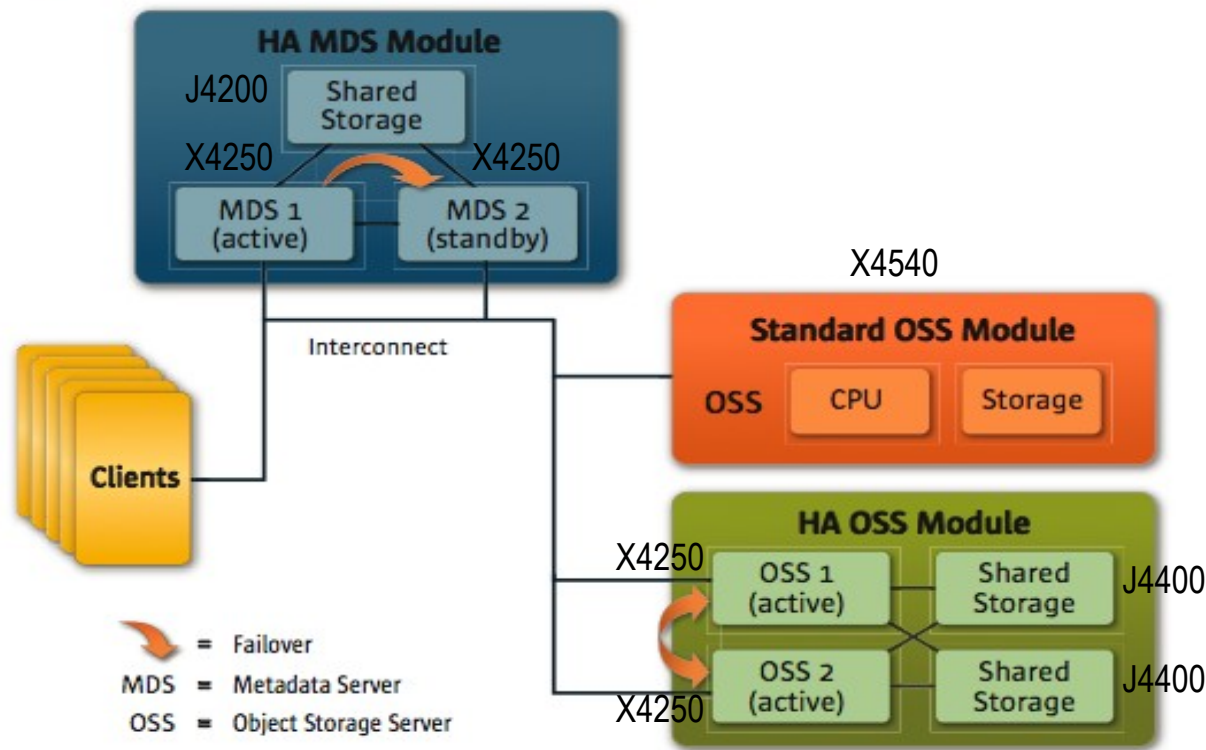 HA MDS Module
J4200
Shared
Storage
X4250
X4250
MDS 1
(active)
MDS 2
(standby)
Interconnect
Clients
X4540
Standard OSS Module
OSS
CPU
Storage
HA OSS Module
X4250
OSS 1
(active)
Shared
Storage
J4400
X4250
OSS 2
(active)
Shared
Storage
J4400
= Failover
MDS = Metadata Server
OSS = Object Storage Server